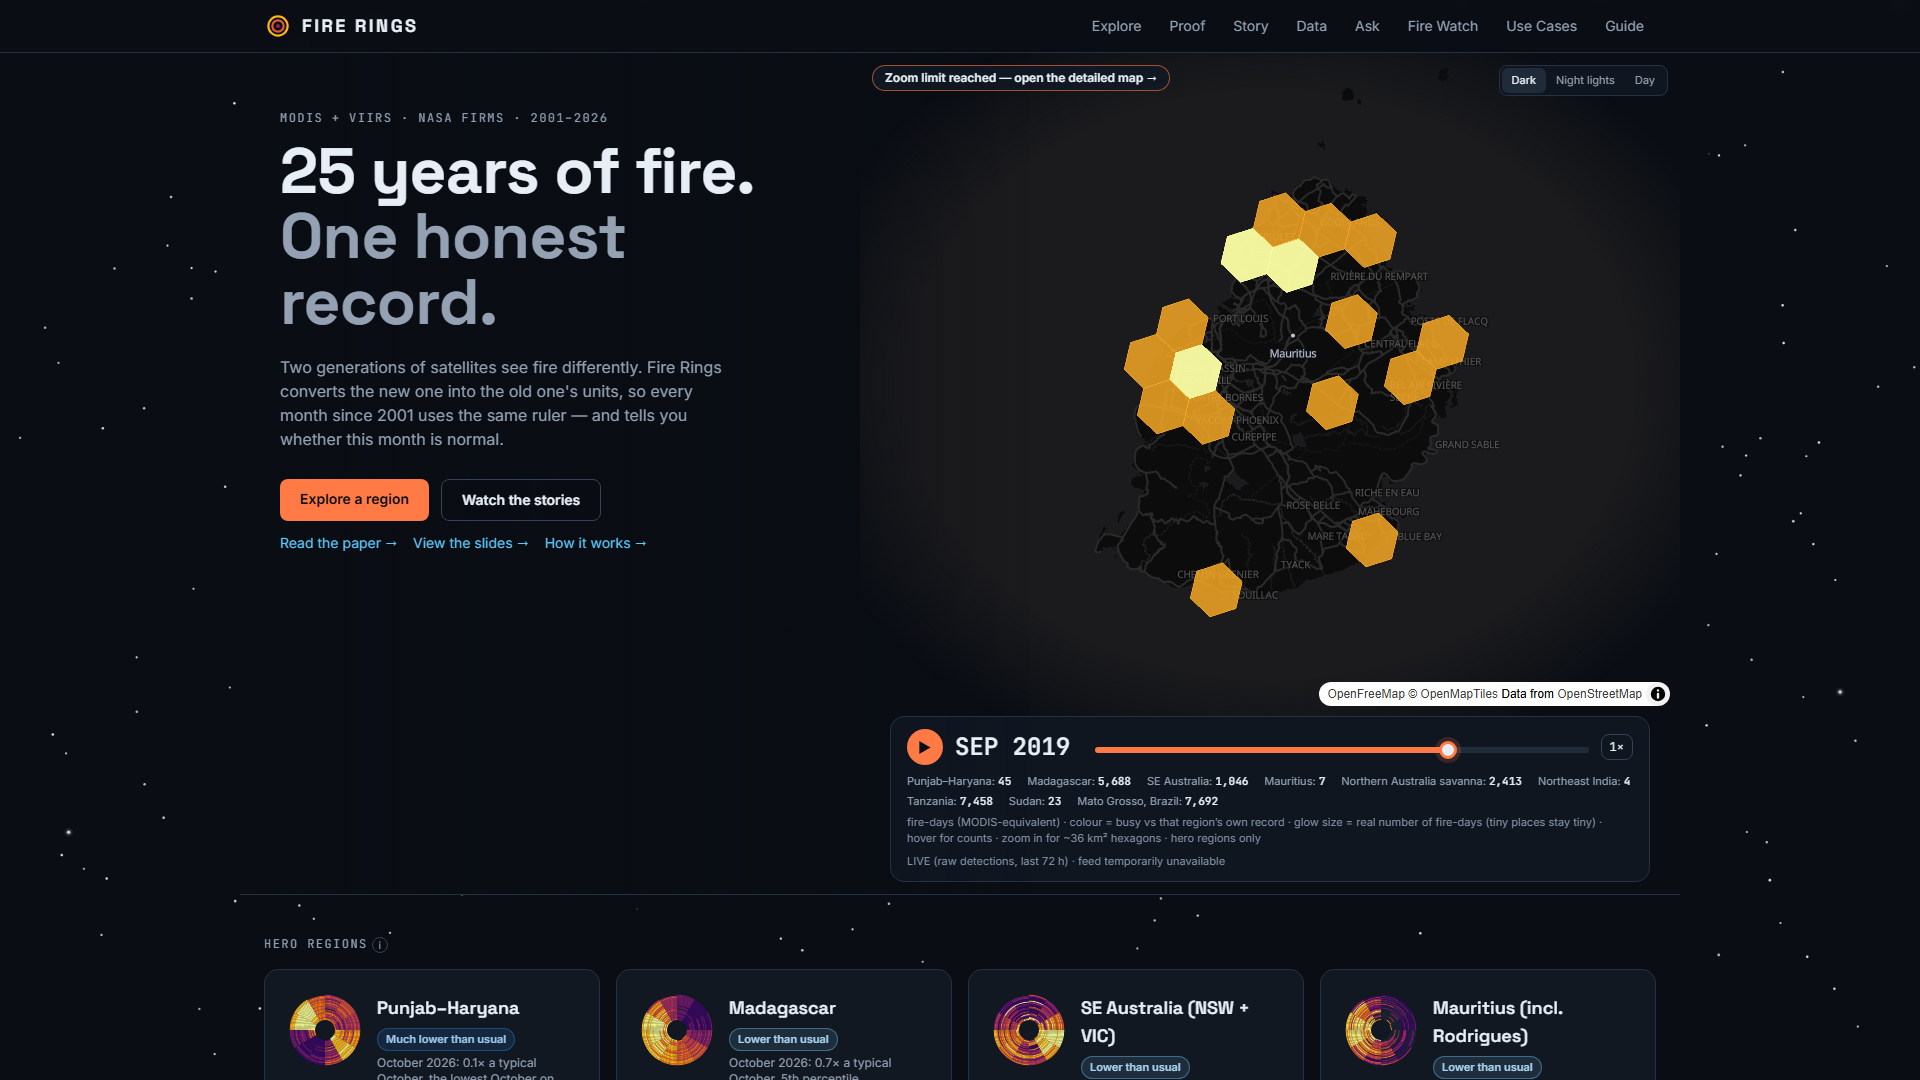 FIRE RINGS
Explore Proof Story Data Ask Fire Watch Use Cases Guide
Zoom limit reached — open the detailed map →
Dark Night lights Day
MODIS + VIIRS · NASA FIRMS · 2001–2026
25 years of fire.
One honest
record.
Two generations of satellites see fire differently. Fire Rings
converts the new one into the old one's units, so every
month since 2001 uses the same ruler — and tells you
whether this month is normal.
Explore a region Watch the stories
Read the paper → View the slides → How it works →
RIVIÈRE DU REMPART
PORT LOUIS
Mauritius
PHOENIX
CUREPIPE
GRAND SABLE
RICHE EN EAU
ROSE BELLE
MAHEBOURG
BLUE BAY
TYACK
OpenFreeMap © OpenMapTiles Data from OpenStreetMap
SEP 2019
1×
Punjab–Haryana: 45 Madagascar: 5,688 SE Australia: 1,046 Mauritius: 7 Northern Australia savanna: 2,413 Northeast India: 4
Tanzania: 7,458 Sudan: 23 Mato Grosso, Brazil: 7,692
fire-days (MODIS-equivalent) · colour = busy vs that region's own record · glow size = real number of fire-days (tiny places stay tiny) ·
hover for counts · zoom in for ~36 km² hexagons · hero regions only
LIVE (raw detections, last 72 h) · feed temporarily unavailable
HERO REGIONS i
Punjab–Haryana
Much lower than usual
October 2026: 0.1× a typical
October, the lowest October on
Madagascar
Lower than usual
October 2026: 0.7× a typical
October, 5th percentile
SE Australia (NSW +
VIC)
Lower than usual
Mauritius (incl.
Rodrigues)
Lower than usual